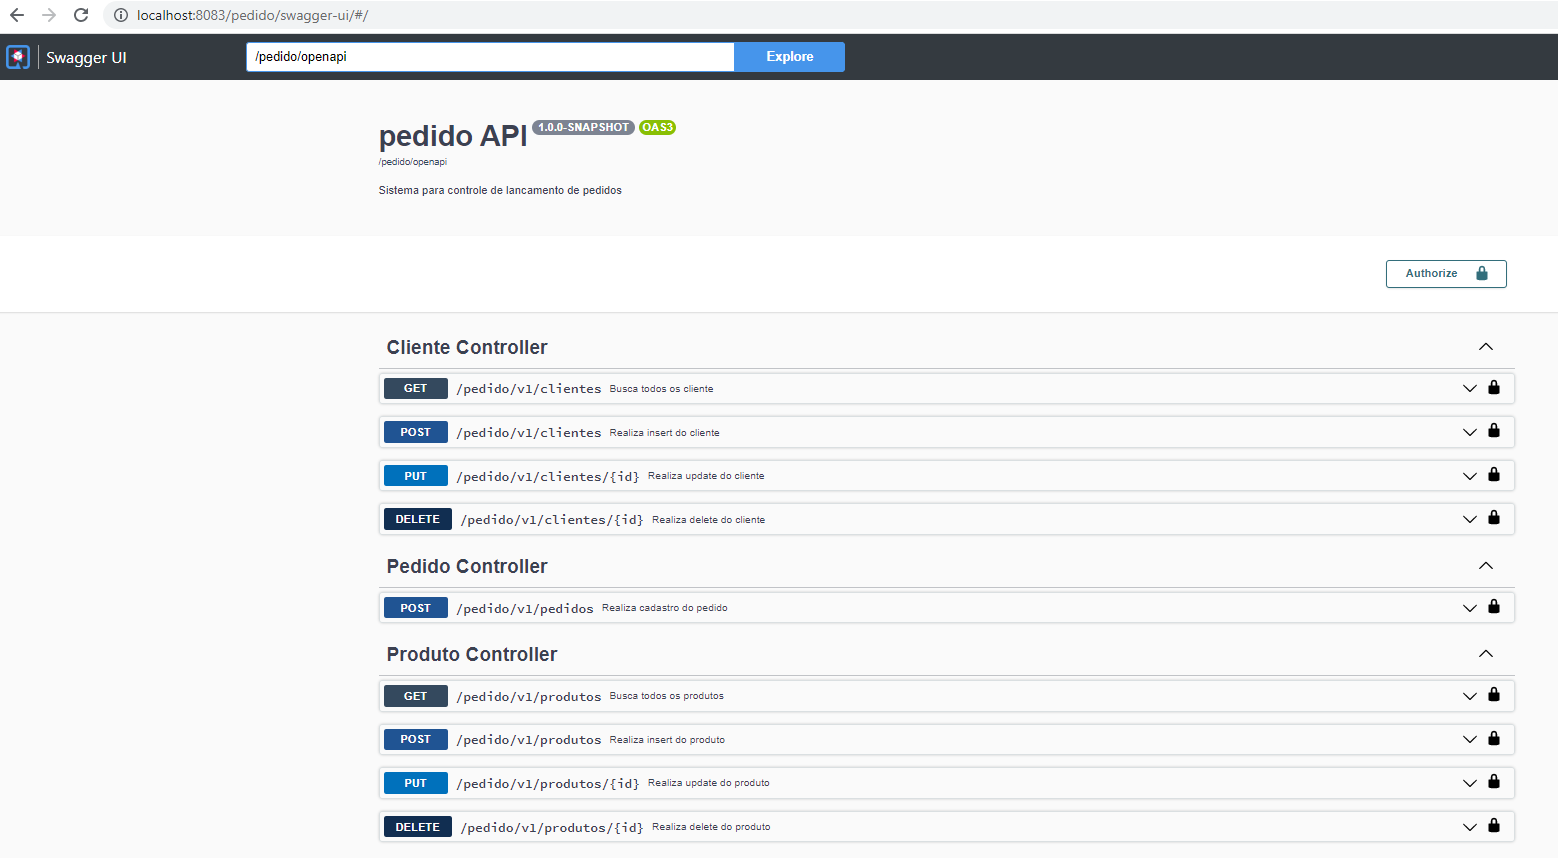 localhost:8083/pedido/swagger-ui/#/
Swagger UI /pedido/openapi Explore
pedido API 1.0.0-SNAPSHOT OAS3
/pedido/openapi
Sistema para controle de lancamento de pedidos
Authorize
Cliente Controller
GET /pedido/v1/clientes Busca todos os cliente
POST /pedido/v1/clientes Realiza insert do cliente
PUT /pedido/v1/clientes/{id} Realiza update do cliente
DELETE /pedido/v1/clientes/{id} Realiza delete do cliente
Pedido Controller
POST /pedido/v1/pedidos Realiza cadastro do pedido
Produto Controller
GET /pedido/v1/produtos Busca todos os produtos
POST /pedido/v1/produtos Realiza insert do produto
PUT /pedido/v1/produtos/{id} Realiza update do produto
DELETE /pedido/v1/produtos/{id} Realiza delete do produto